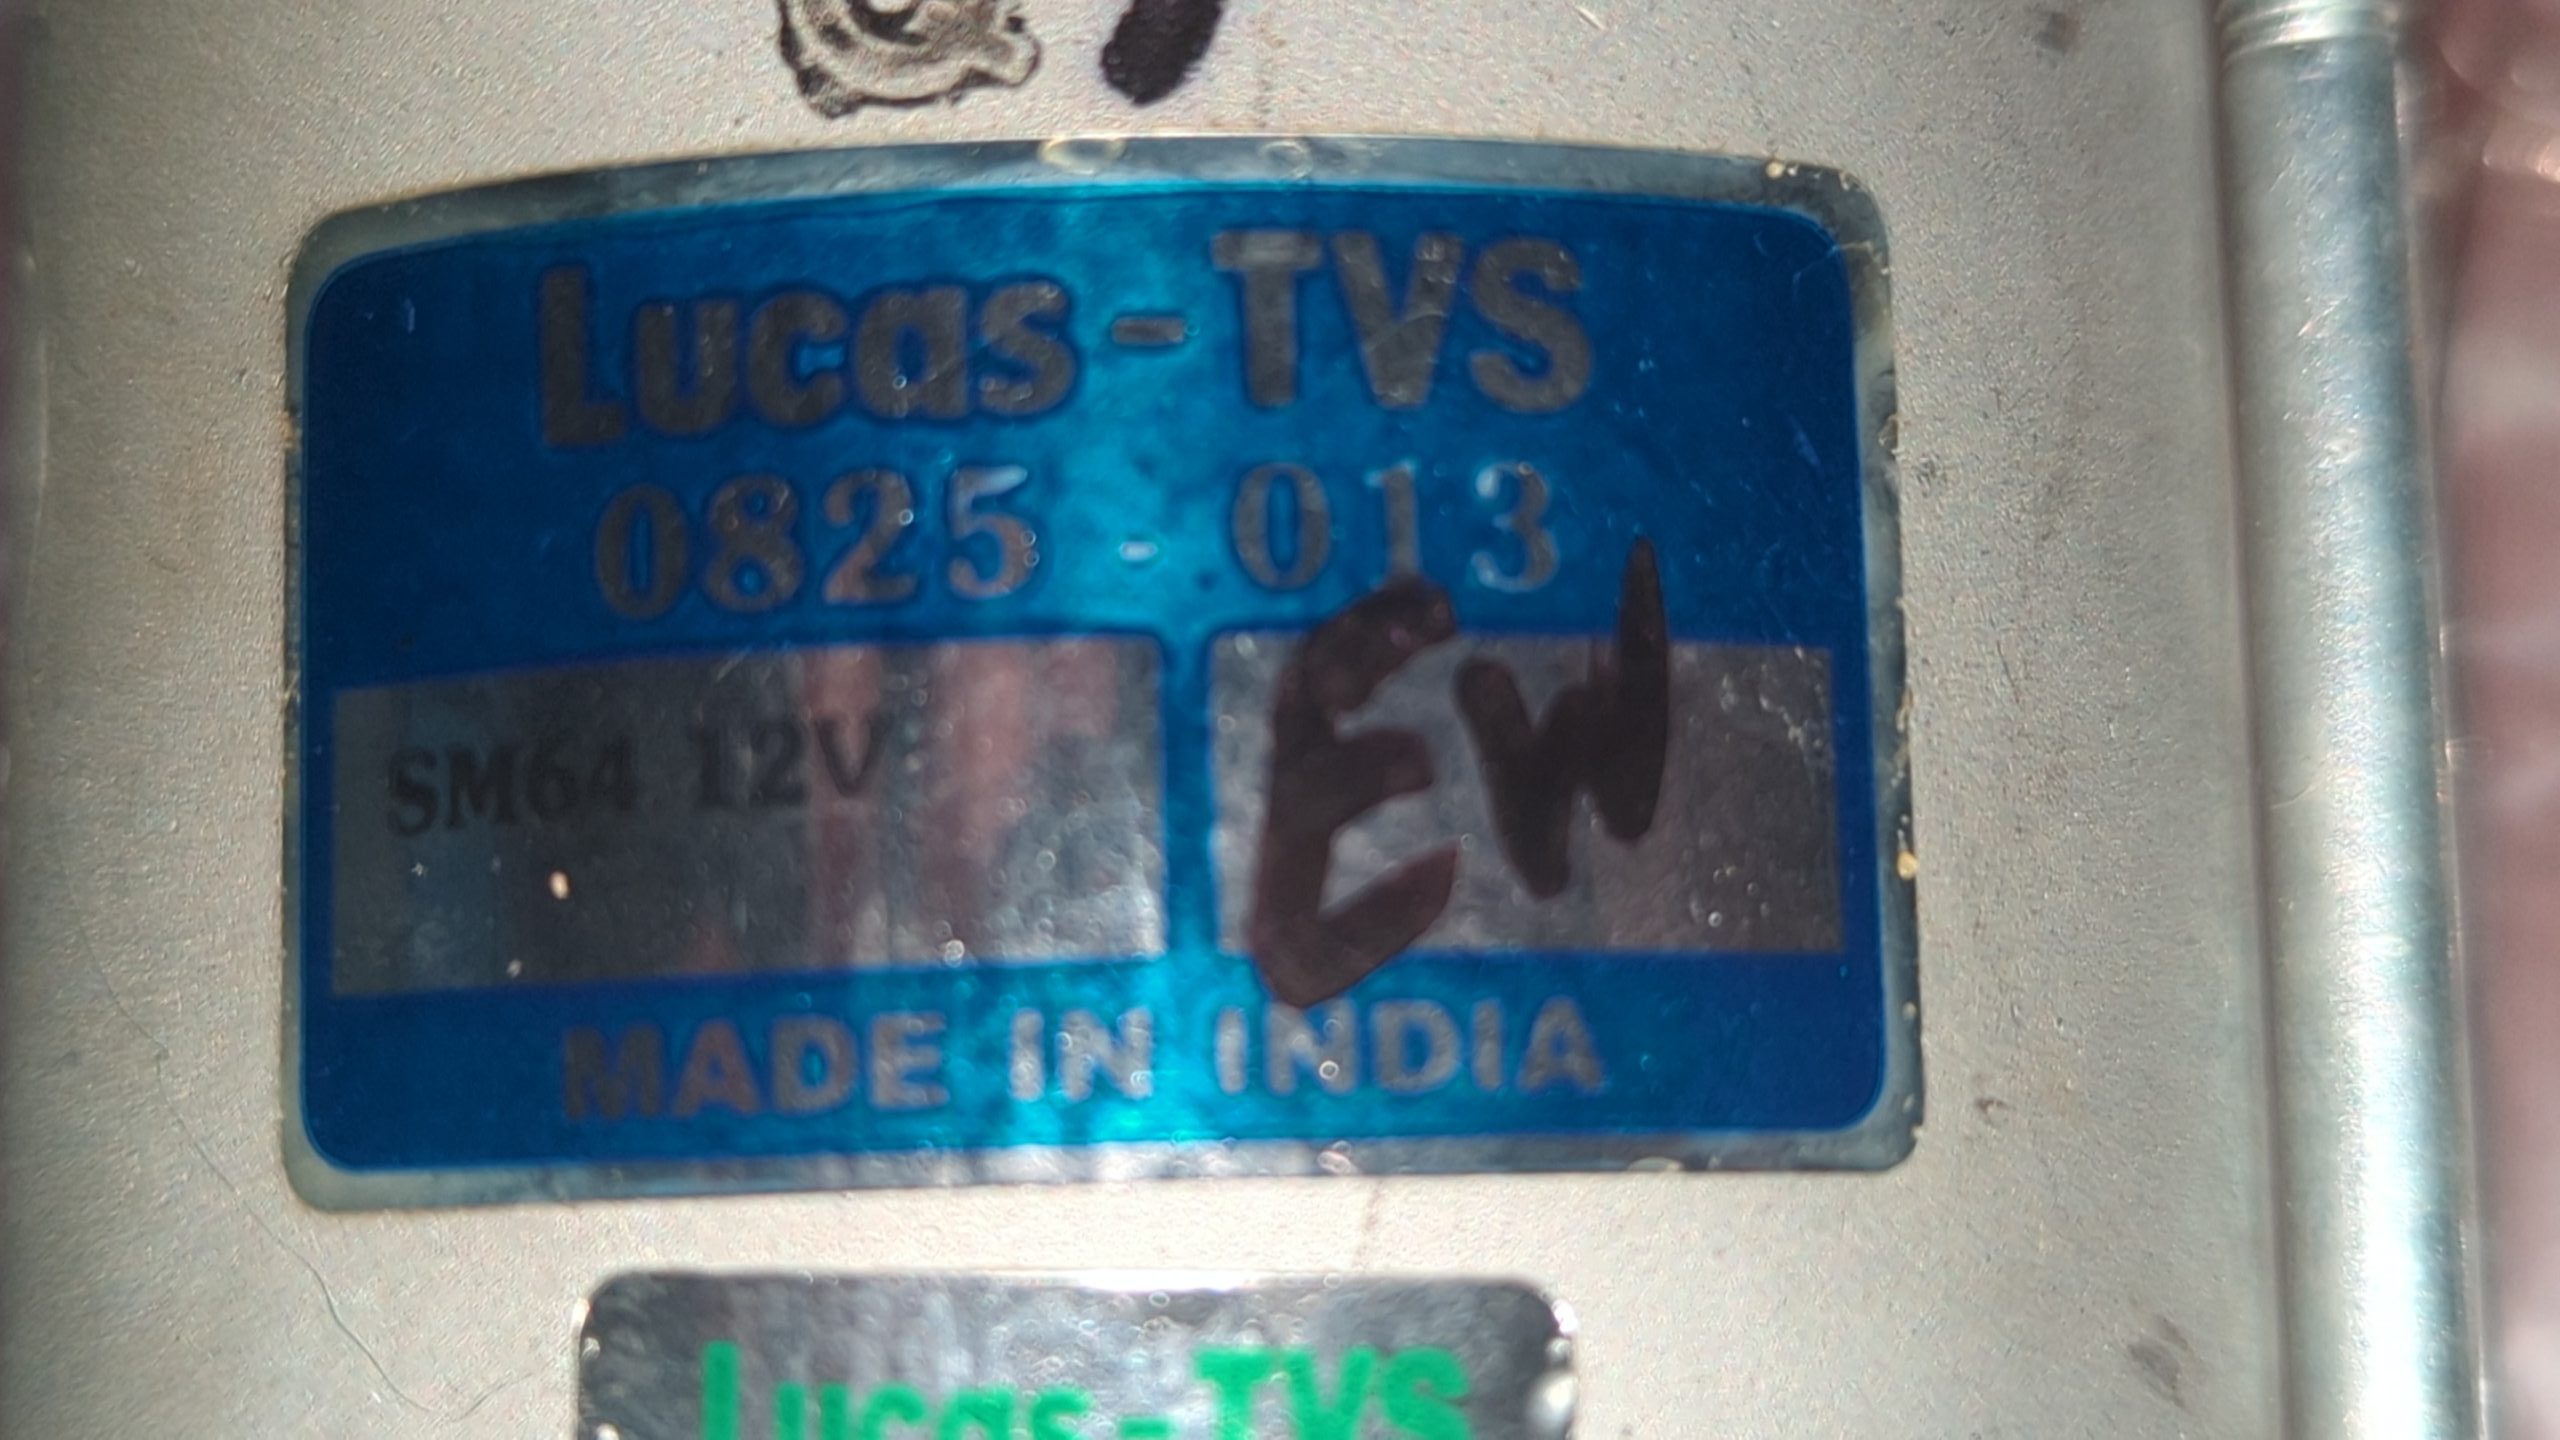 Lucas - TVS
0825 - 013
SM64 12V
EW
MADE IN INDIA
Lucas - TVS